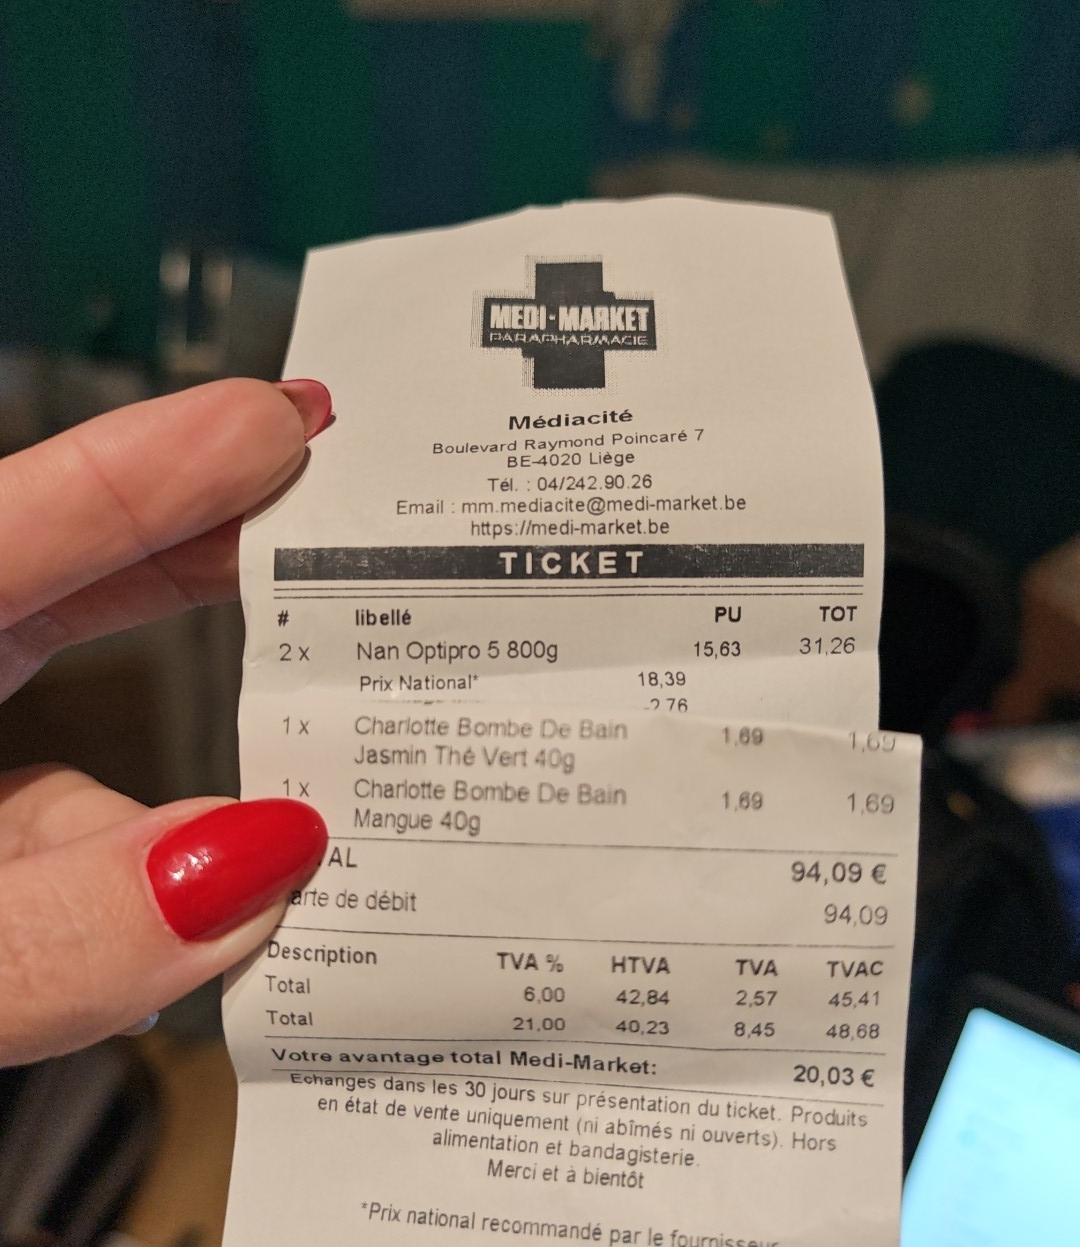 MEDI-MARKET
PARAPHARMACIE
Médiacité
Boulevard Raymond Poincaré 7
BE-4020 Liège
Tél. : 04/242.90.26
Email : mm.mediacite@medi-market.be
https://medi-market.be
TICKET
# libellé PU TOT
2 x Nan Optipro 5 800g 15,63 31,26
Prix National* 18,39
-2,76
1 x Charlotte Bombe De Bain 1,69 1,69
Jasmin Thé Vert 40g
1 x Charlotte Bombe De Bain 1,69 1,69
Mangue 40g
AL 94,09 €
arte de débit 94,09
Description TVA % HTVA TVA TVAC
Total 6,00 42,84 2,57 45,41
Total 21,00 40,23 8,45 48,68
Votre avantage total Medi-Market: 20,03 €
Echanges dans les 30 jours sur présentation du ticket. Produits
en état de vente uniquement (ni abîmés ni ouverts). Hors
alimentation et bandagisterie.
Merci et à bientôt
*Prix national recommandé par le fournisseur